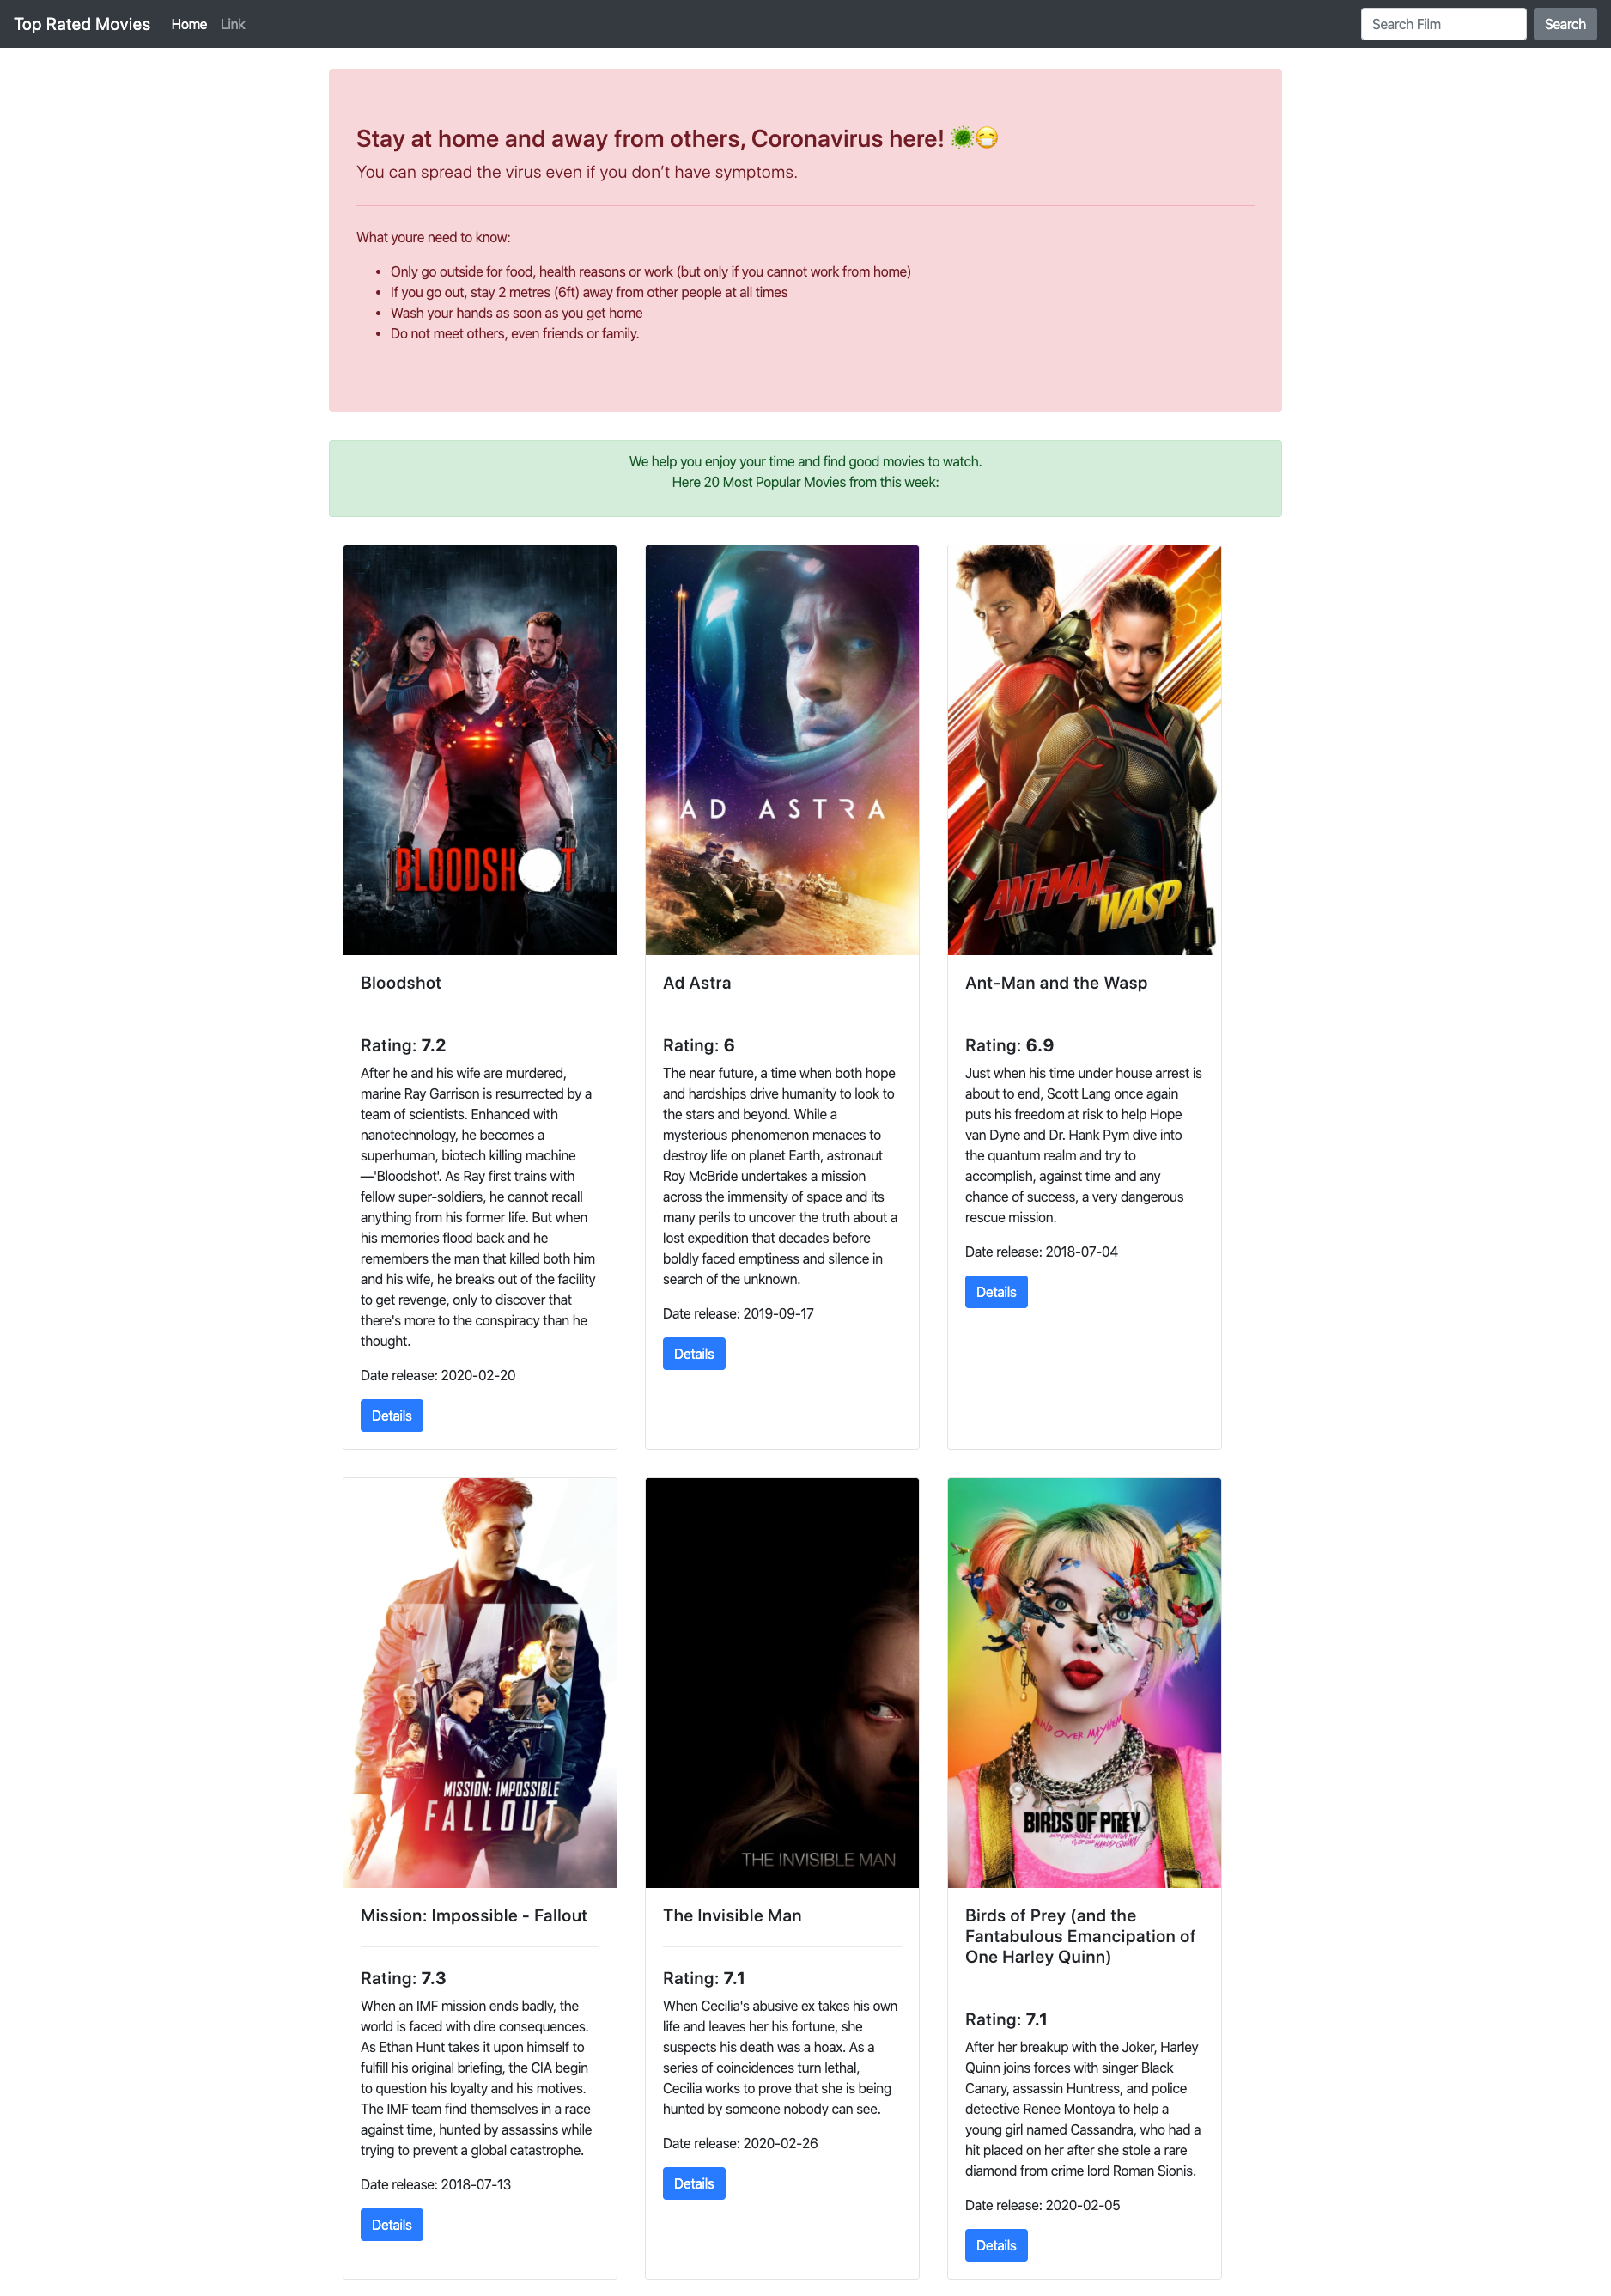 Top Rated Movies Home Link Search Film Search
Stay at home and away from others, Coronavirus here! 🦠😷
You can spread the virus even if you don’t have symptoms.
What youre need to know:
• Only go outside for food, health reasons or work (but only if you cannot work from home)
• If you go out, stay 2 metres (6ft) away from other people at all times
• Wash your hands as soon as you get home
• Do not meet others, even friends or family.
We help you enjoy your time and find good movies to watch.
Here 20 Most Popular Movies from this week:
BLOODSHOT
Bloodshot
Rating: 7.2
After he and his wife are murdered,
marine Ray Garrison is resurrected by a
team of scientists. Enhanced with
nanotechnology, he becomes a
superhuman, biotech killing machine
—'Bloodshot'. As Ray first trains with
fellow super-soldiers, he cannot recall
anything from his former life. But when
his memories flood back and he
remembers the man that killed both him
and his wife, he breaks out of the facility
to get revenge, only to discover that
there's more to the conspiracy than he
thought.
Date release: 2020-02-20
Details
AD ASTRA
Ad Astra
Rating: 6
The near future, a time when both hope
and hardships drive humanity to look to
the stars and beyond. While a
mysterious phenomenon menaces to
destroy life on planet Earth, astronaut
Roy McBride undertakes a mission
across the immensity of space and its
many perils to uncover the truth about a
lost expedition that decades before
boldly faced emptiness and silence in
search of the unknown.
Date release: 2019-09-17
Details
ANT-MAN AND
THE WASP
Ant-Man and the Wasp
Rating: 6.9
Just when his time under house arrest is
about to end, Scott Lang once again
puts his freedom at risk to help Hope
van Dyne and Dr. Hank Pym dive into
the quantum realm and try to
accomplish, against time and any
chance of success, a very dangerous
rescue mission.
Date release: 2018-07-04
Details
MISSION: IMPOSSIBLE
FALLOUT
Mission: Impossible - Fallout
Rating: 7.3
When an IMF mission ends badly, the
world is faced with dire consequences.
As Ethan Hunt takes it upon himself to
fulfill his original briefing, the CIA begin
to question his loyalty and his motives.
The IMF team find themselves in a race
against time, hunted by assassins while
trying to prevent a global catastrophe.
Date release: 2018-07-13
Details
THE INVISIBLE MAN
The Invisible Man
Rating: 7.1
When Cecilia's abusive ex takes his own
life and leaves her his fortune, she
suspects his death was a hoax. As a
series of coincidences turn lethal,
Cecilia works to prove that she is being
hunted by someone nobody can see.
Date release: 2020-02-26
Details
MIND OVER MAYHEM
BIRDS OF PREY
Birds of Prey (and the
Fantabulous Emancipation of
One Harley Quinn)
Rating: 7.1
After her breakup with the Joker, Harley
Quinn joins forces with singer Black
Canary, assassin Huntress, and police
detective Renee Montoya to help a
young girl named Cassandra, who had a
hit placed on her after she stole a rare
diamond from crime lord Roman Sionis.
Date release: 2020-02-05
Details